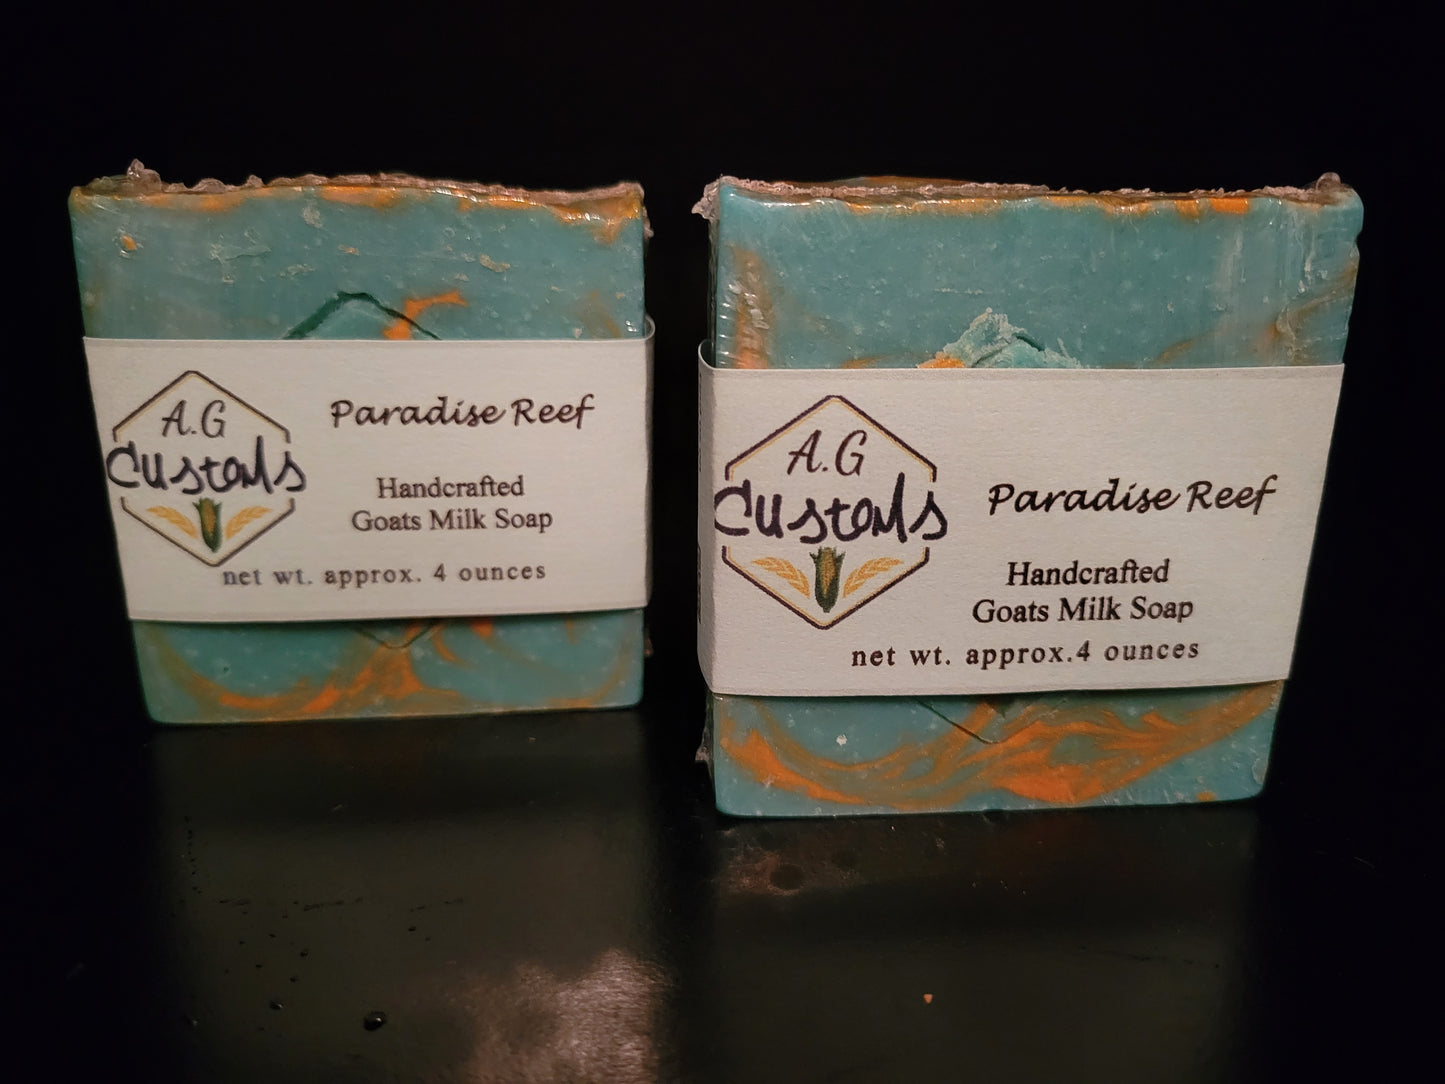 A.G
Customs
Paradise Reef
Handcrafted
Goats Milk Soap
net wt. approx. 4 ounces
A.G
Customs
Paradise Reef
Handcrafted
Goats Milk Soap
net wt. approx.4 ounces